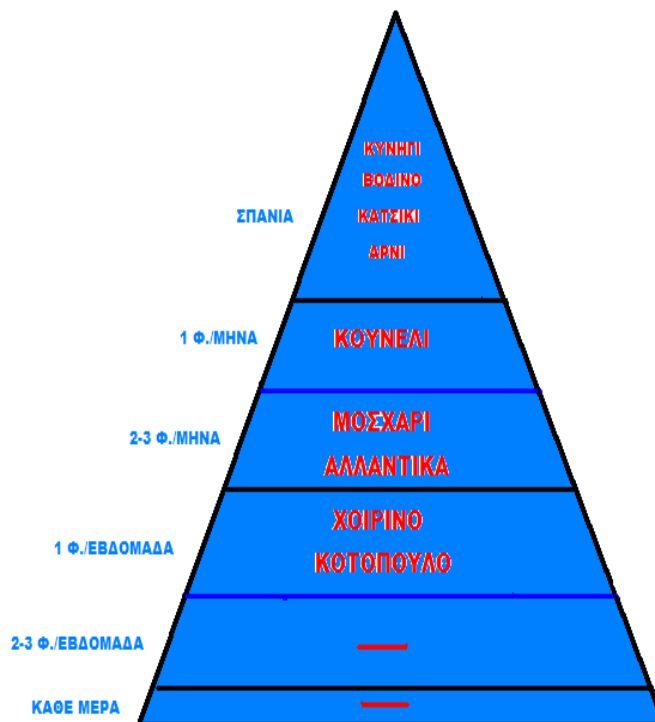 ΚΥΝΗΓΙ
ΒΟΔΙΝΟ
ΣΠΑΝΙΑ ΚΑΤΣΙΚΙ
ΑΡΝΙ
1 Φ./ΜΗΝΑ ΚΟΥΝΕΛΙ
ΜΟΣΧΑΡΙ
2-3 Φ./ΜΗΝΑ
ΑΛΛΑΝΤΙΚΑ
ΧΟΙΡΙΝΟ
1 Φ./ΕΒΔΟΜΑΔΑ
ΚΟΤΟΠΟΥΛΟ
2-3 Φ./ΕΒΔΟΜΑΔΑ —
ΚΑΘΕ ΜΕΡΑ —